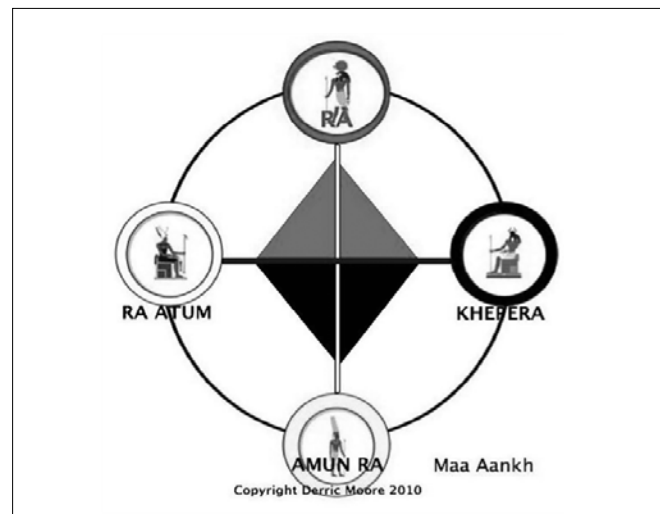 RA
RA ATUM
KHEPERA
AMUN RA
Maa Aankh
Copyright Derric Moore 2010